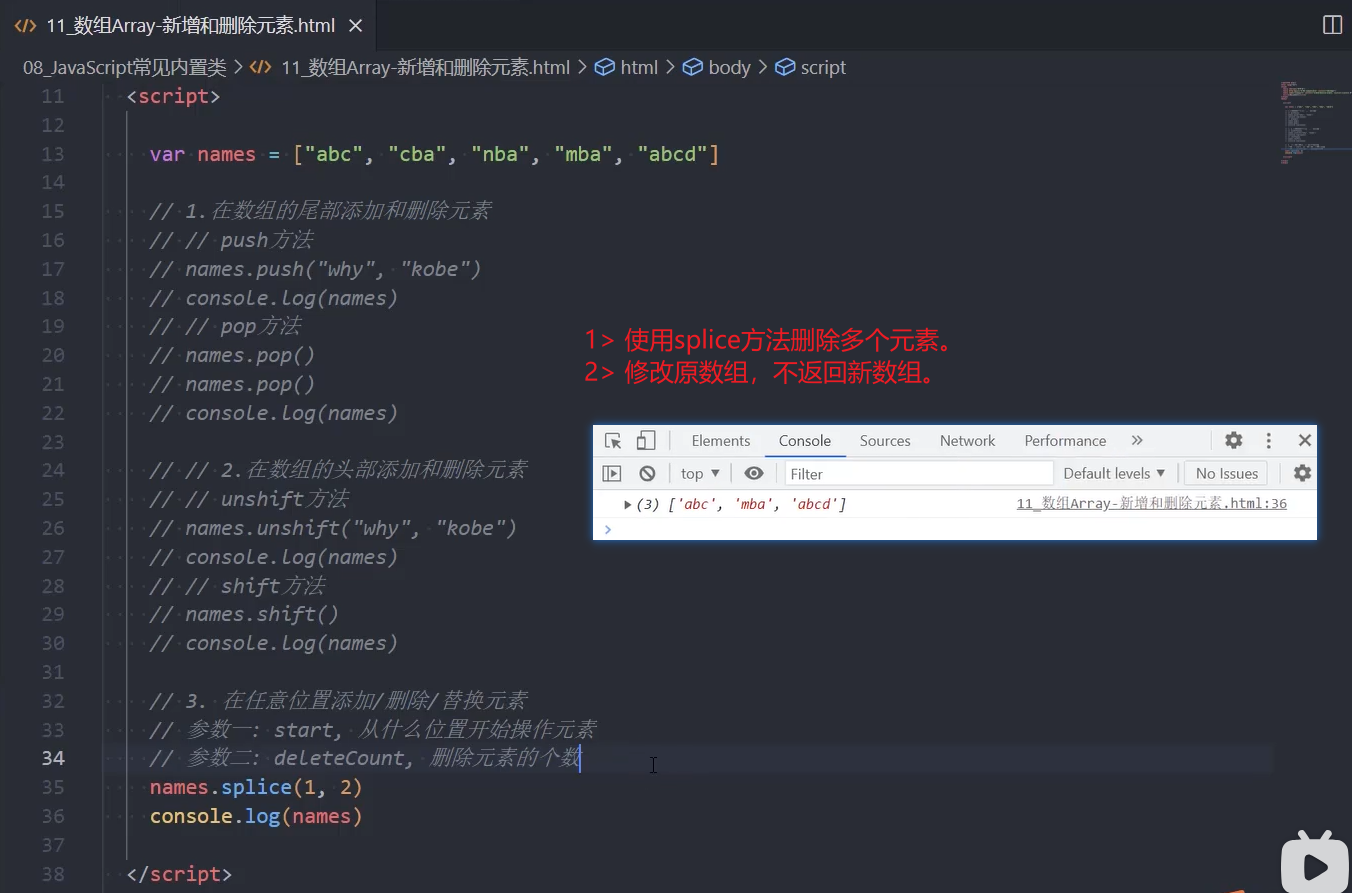 11_数组Array-新增和删除元素.html
08_JavaScript常见内置类 > 11_数组Array-新增和删除元素.html > html > body > script
11 <script>
12
13 var names = ["abc", "cba", "nba", "mba", "abcd"]
14
15 // 1.在数组的尾部添加和删除元素
16 // // push方法
17 // names.push("why", "kobe")
18 // console.log(names)
19 // // pop方法
20 // names.pop()
21 // names.pop()
22 // console.log(names)
23
24 // // 2.在数组的头部添加和删除元素
25 // // unshift方法
26 // names.unshift("why", "kobe")
27 // console.log(names)
28 // // shift方法
29 // names.shift()
30 // console.log(names)
31
32 // 3. 在任意位置添加/删除/替换元素
33 // 参数一: start, 从什么位置开始操作元素
34 // 参数二: deleteCount, 删除元素的个数
35 names.splice(1, 2)
36 console.log(names)
37
38 </script>
1> 使用splice方法删除多个元素。
2> 修改原数组，不返回新数组。
Elements Console Sources Network Performance
top Filter Default levels No Issues
(3) ['abc', 'mba', 'abcd'] 11_数组Array-新增和删除元素.html:36